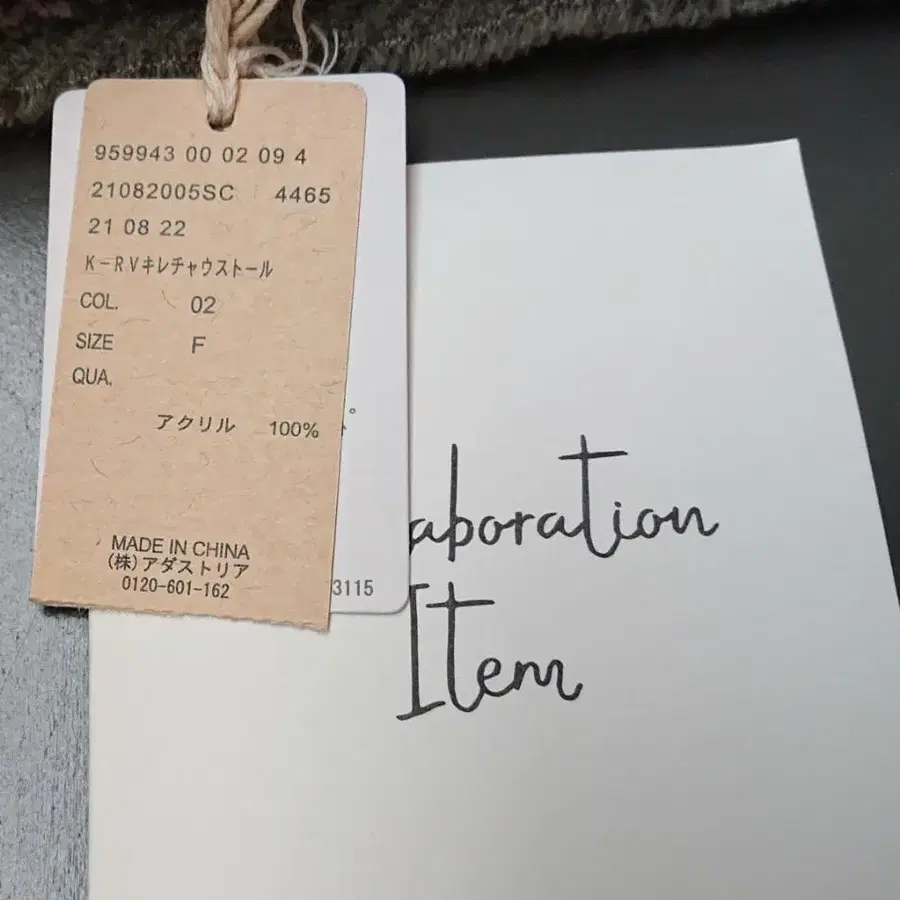 959943 00 02 09 4
21082005SC 4465
21 08 22
K－RVキレチャウストール
COL. 02
SIZE F
QUA.
アクリル 100%
MADE IN CHINA
(株)アダストリア
0120-601-162
3115
aboration
Item